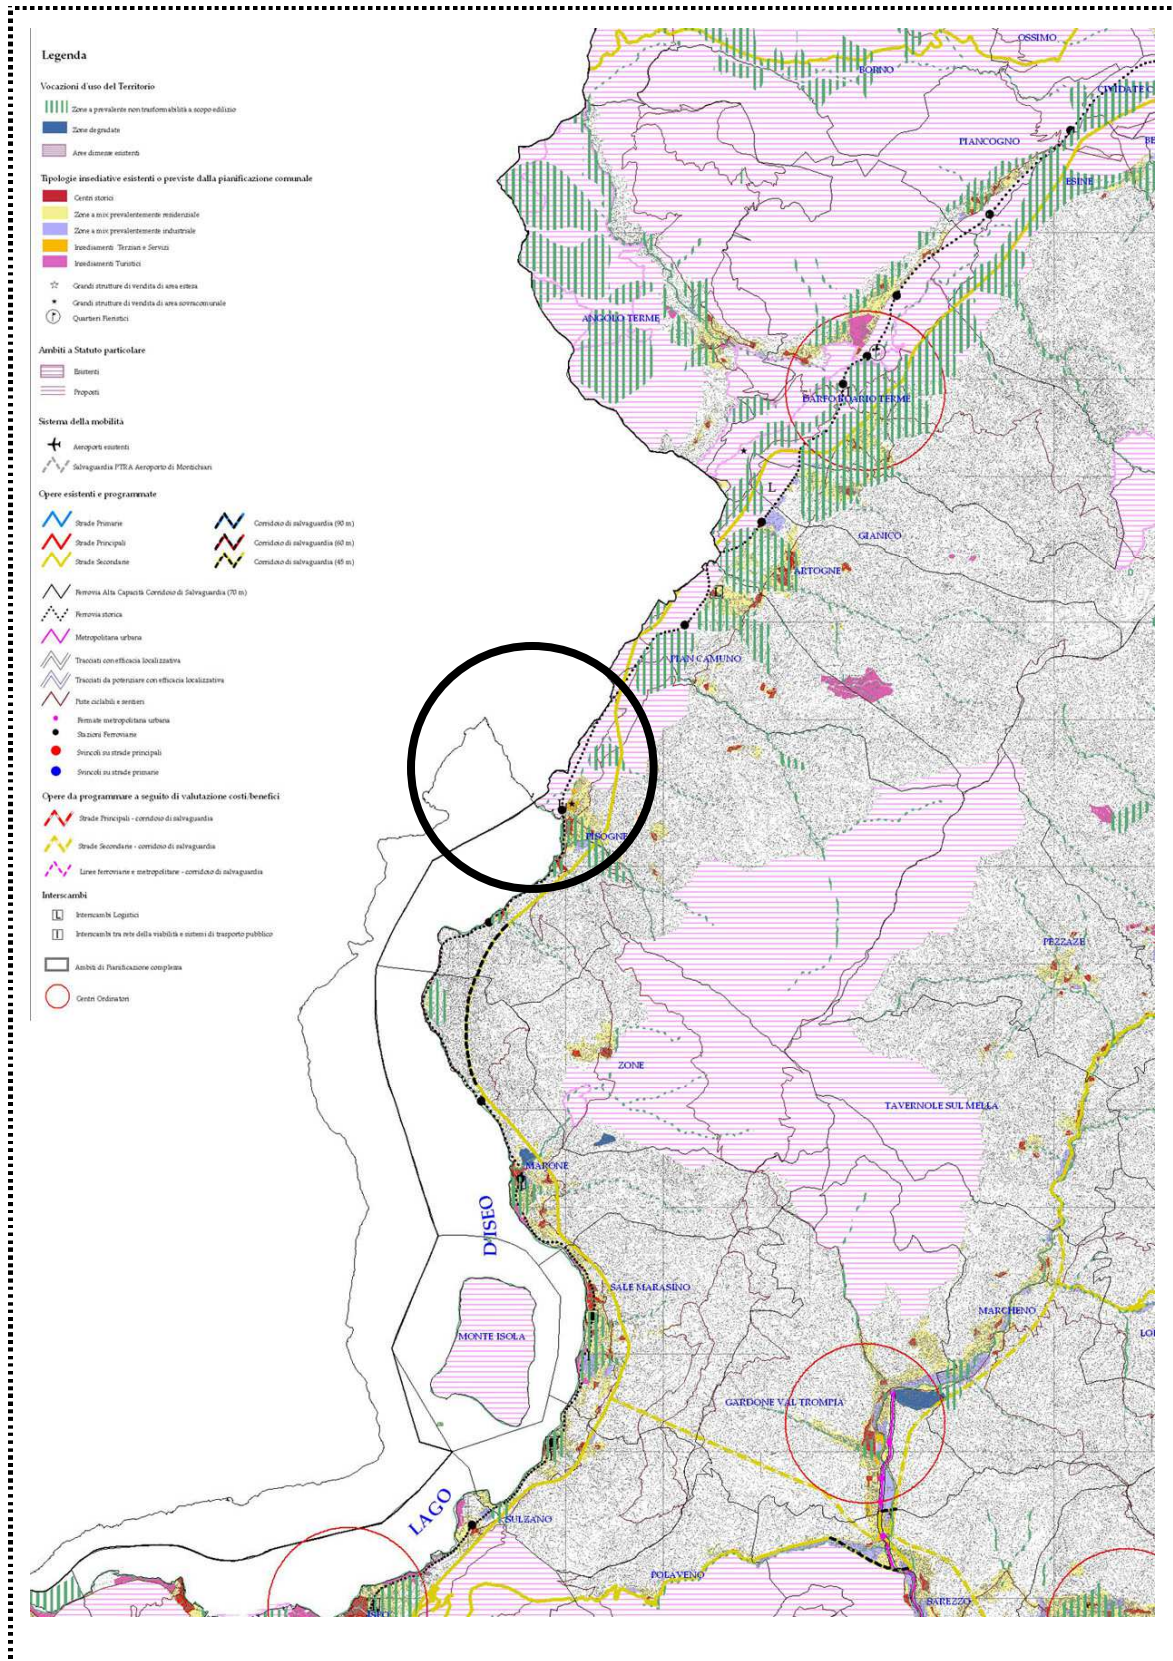 Legenda
Vocazioni d'uso del Territorio
Zone a prevalente non trasformabilità a scopo edilizio
Zone degradate
Aree dimesse esistenti
Tipologie insediative esistenti o previste dalla pianificazione comunale
Centri storici
Zone a mix prevalentemente residenziale
Zone a mix prevalentemente industriale
Insediamenti Terziari e Servizi
Insediamenti Turistici
Grandi strutture di vendita di area estesa
Grandi strutture di vendita di area sovracomunale
Quartieri Fieristici
Ambiti a Statuto particolare
Esistenti
Proposti
Sistema della mobilità
Aeroporti esistenti
Salvaguardia PTRA Aeroporto di Montichiari
Opere esistenti e programmate
Strade Primarie
Corridoio di salvaguardia (90 m)
Strade Principali
Corridoio di salvaguardia (60 m)
Strade Secondarie
Corridoio di salvaguardia (45 m)
Ferrovia Alta Capacità Corridoio di Salvaguardia (70 m)
Ferrovia storica
Metropolitana urbana
Tracciati con efficacia localizzativa
Tracciati da potenziare con efficacia localizzativa
Piste ciclabili e sentieri
Fermate metropolitana urbana
Stazioni Ferroviarie
Svincoli su strade principali
Svincoli su strade primarie
Opere da programmare a seguito di valutazione costi/benefici
Strade Principali - corridoio di salvaguardia
Strade Secondarie - corridoio di salvaguardia
Linee ferroviarie e metropolitane - corridoio di salvaguardia
Interscambi
L Interscambi Logistici
I Interscambi tra rete della viabilità e sistemi di trasporto pubblico
Ambiti di Pianificazione complessa
Centri Ordinatori
OSSIMO
BORNO
CIVIDATE C
PIANCOGNO
BE
ESINE
ANGOLO TERME
DARFO BOARIO TERME
L
GIANICO
ARTOGNE
PIAN CAMUNO
PISOGNE
PEZZAZE
ZONE
TAVERNOLE SUL MELLA
MARONE
D'ISEO
SALE MARASINO
MARCHENO
MONTE ISOLA
LO
GARDONE VAL TROMPIA
LAGO
SULZANO
POLAVENO
SAREZZO
ISEO